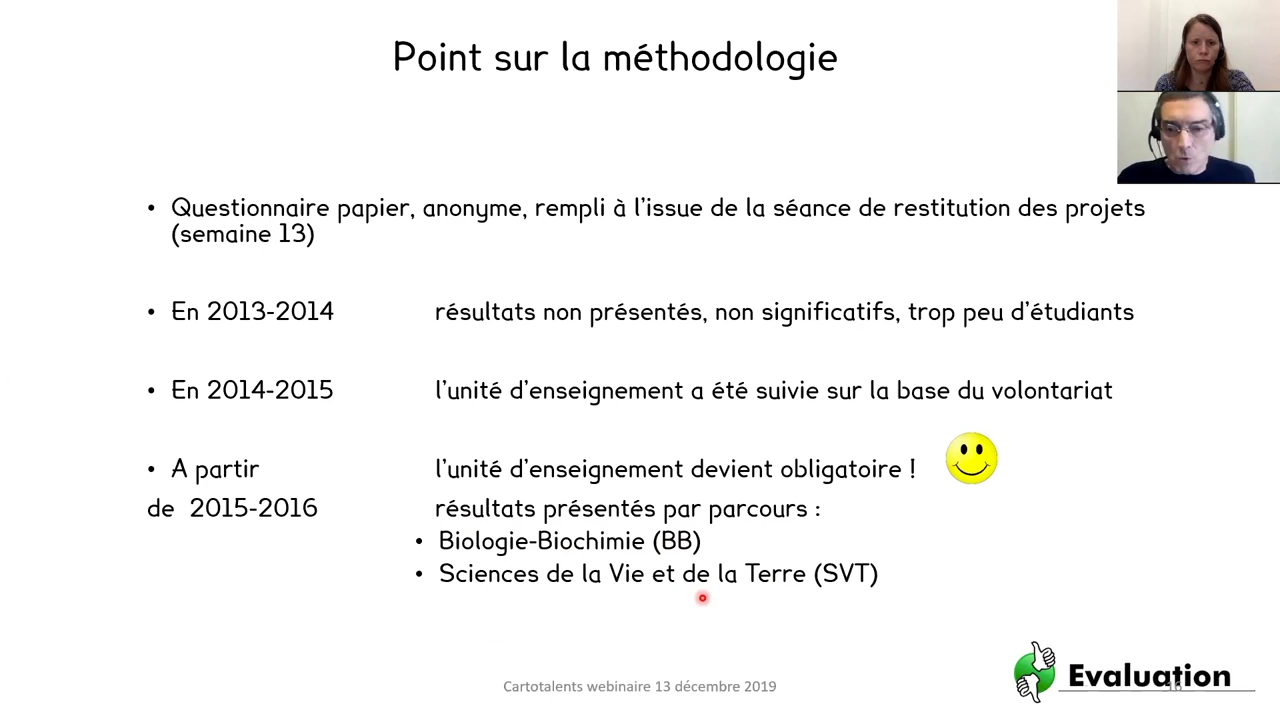 Point sur la méthodologie
• Questionnaire papier, anonyme, rempli à l'issue de la séance de restitution des projets
(semaine 13)
• En 2013-2014 résultats non présentés, non significatifs, trop peu d'étudiants
• En 2014-2015 l'unité d'enseignement a été suivie sur la base du volontariat
• A partir l'unité d'enseignement devient obligatoire !
de 2015-2016 résultats présentés par parcours :
• Biologie-Biochimie (BB)
• Sciences de la Vie et de la Terre (SVT)
Evaluation
Cartotalents webinaire 13 décembre 2019
16